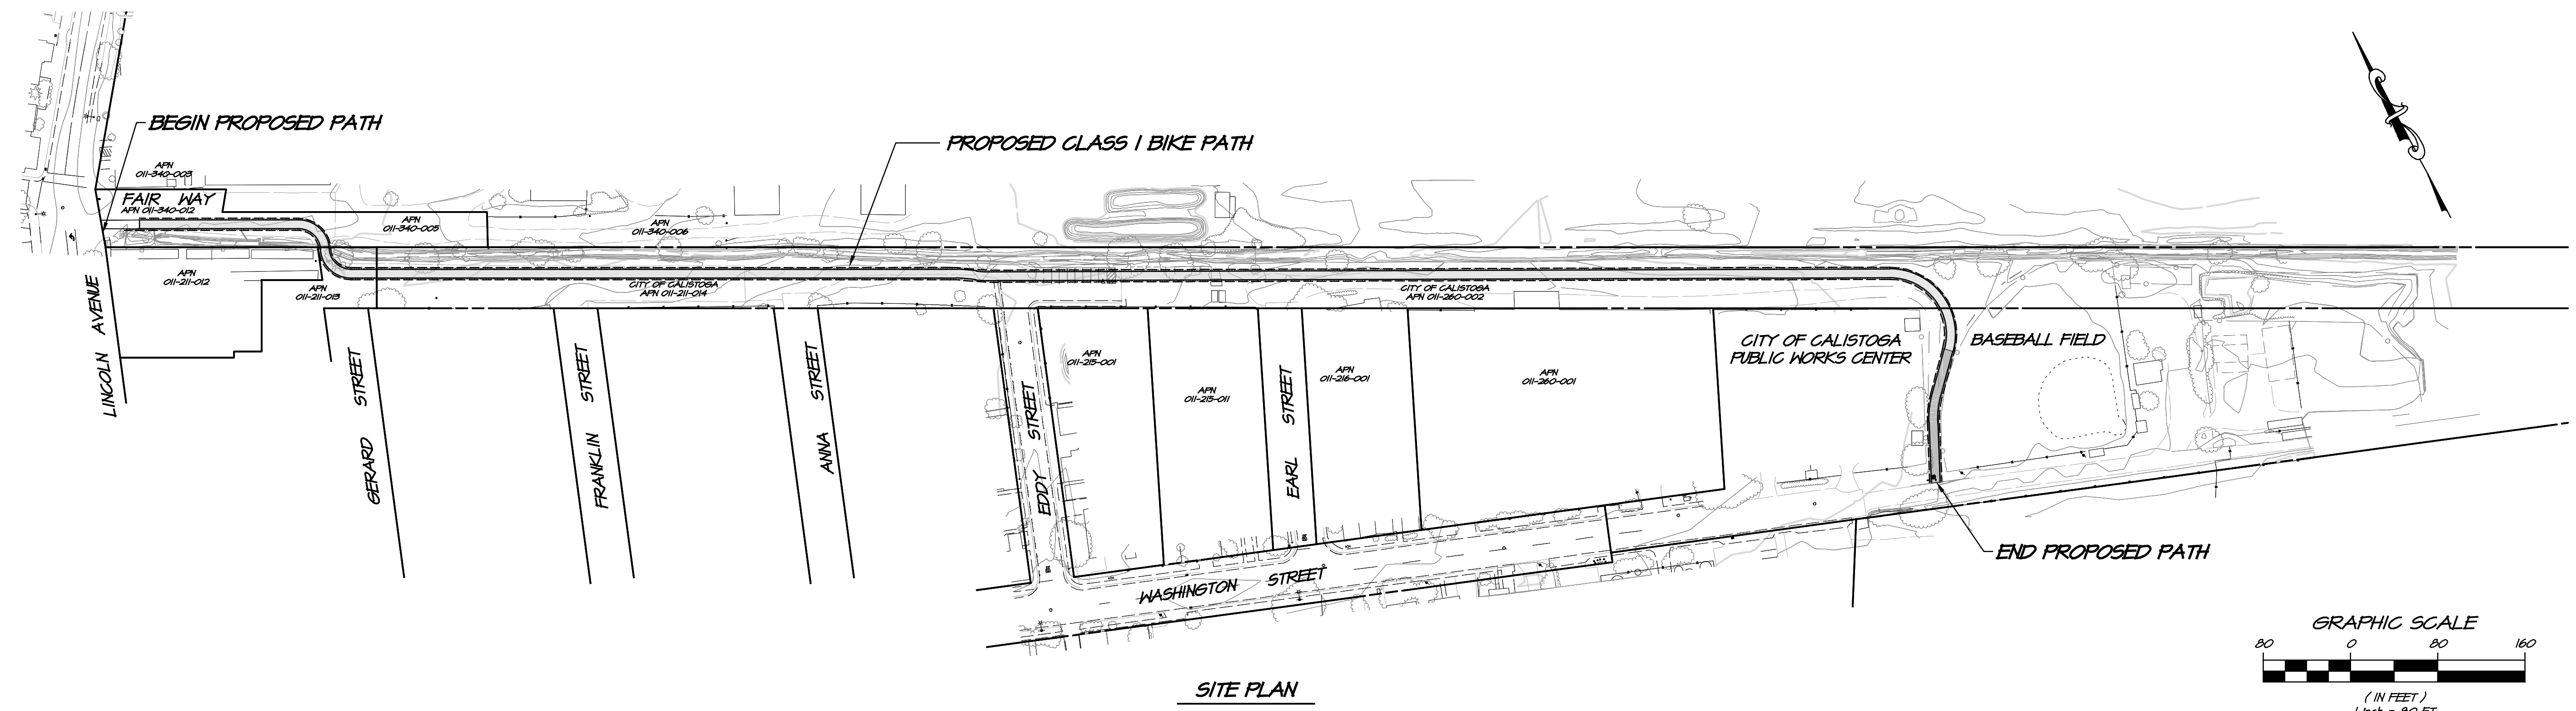 BEGIN PROPOSED PATH
PROPOSED CLASS I BIKE PATH
APN
011-340-003
FAIR WAY
APN 011-340-012
APN
011-340-005
APN
011-340-006
APN
011-211-012
APN
011-211-013
CITY OF CALISTOGA
APN 011-211-014
CITY OF CALISTOGA
APN 011-260-002
LINCOLN AVENUE
GERARD STREET
FRANKLIN STREET
ANNA STREET
EDDY STREET
APN
011-215-001
APN
011-215-011
EARL STREET
APN
011-216-001
APN
011-260-001
CITY OF CALISTOGA
PUBLIC WORKS CENTER
BASEBALL FIELD
END PROPOSED PATH
WASHINGTON STREET
GRAPHIC SCALE
80 0 80 160
( IN FEET )
1 inch = 80 FT.
SITE PLAN